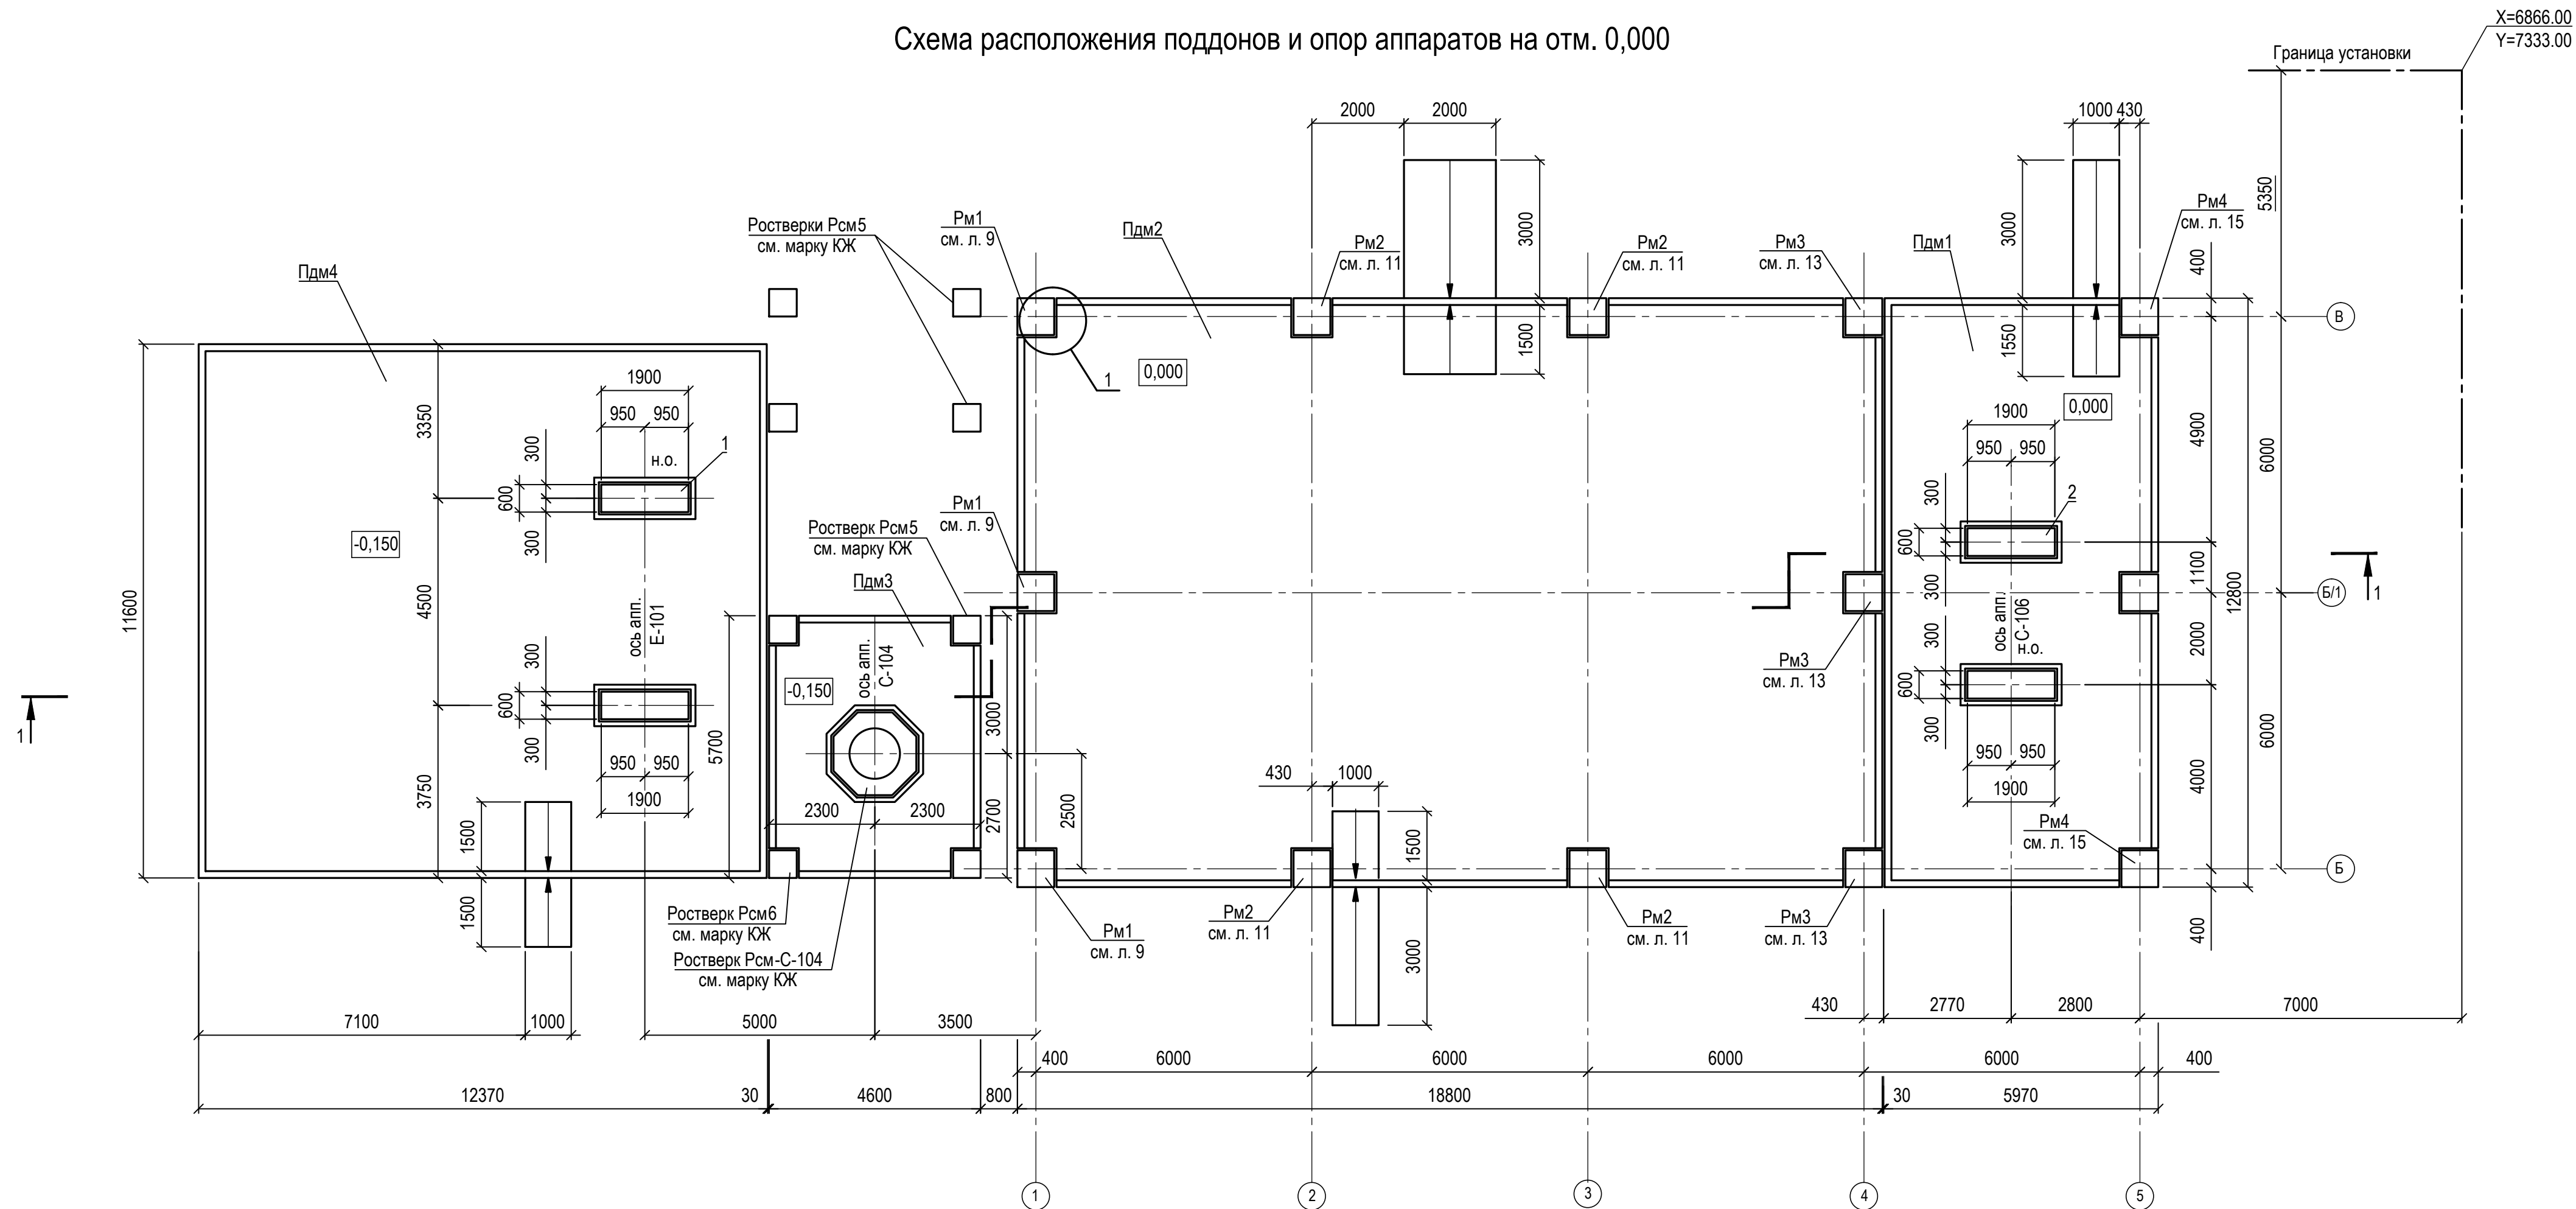 Схема расположения поддонов и опор аппаратов на отм. 0,000
X=6866.00
Y=7333.00
Граница установки
2000
2000
1000
430
5350
3000
3000
Рм4
см. л. 15
Ростверки Рсм5
см. марку КЖ
Рм1
см. л. 9
Пдм2
Рм2
см. л. 11
Рм2
см. л. 11
Рм3
см. л. 13
Пдм1
400
Пдм4
В
1500
1550
1
0,000
0,000
1900
950
950
н.о.
1
3350
300
600
300
-0,150
1900
950
950
2
300
600
300
4900
6000
Рм1
см. л. 9
Ростверк Рсм5
см. марку КЖ
Пдм3
11600
4500
ось апп.
Е-101
ось апп.
С-104
-0,150
ось апп.
С-106
н.о.
1100
12800
Б/1
1
2000
Рм3
см. л. 13
1
300
600
300
950
950
1900
3750
5700
3000
2300
2300
2700
2500
430
1000
1500
300
600
300
950
950
1900
4000
6000
Рм4
см. л. 15
Б
1500
1500
Ростверк Рсм6
см. марку КЖ
Ростверк Рсм-С-104
см. марку КЖ
Рм1
см. л. 9
Рм2
см. л. 11
3000
Рм2
см. л. 11
Рм3
см. л. 13
400
7100
1000
5000
3500
430
2770
2800
7000
400
6000
6000
6000
6000
400
12370
30
4600
800
18800
30
5970
1
2
3
4
5